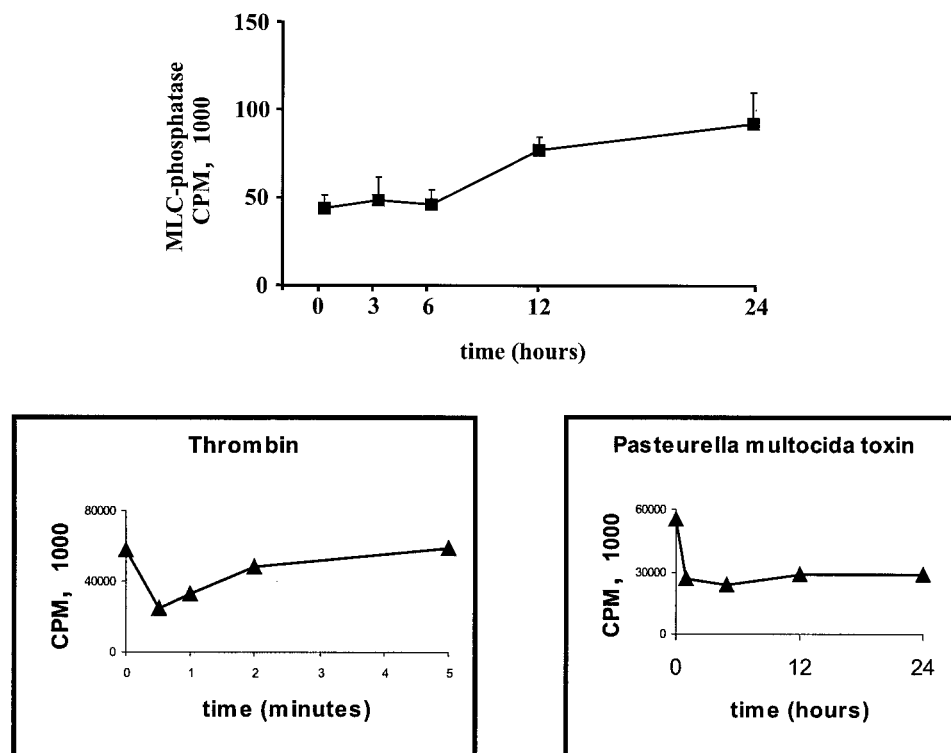 150
100
50
0
MLC-phosphatase
CPM, 1000
0 3 6 12 24
time (hours)
Thrombin
80000
40000
0
CPM, 1000
0 1 2 3 4 5
time (minutes)
Pasteurella multocida toxin
60000
30000
0
CPM, 1000
0 12 24
time (hours)